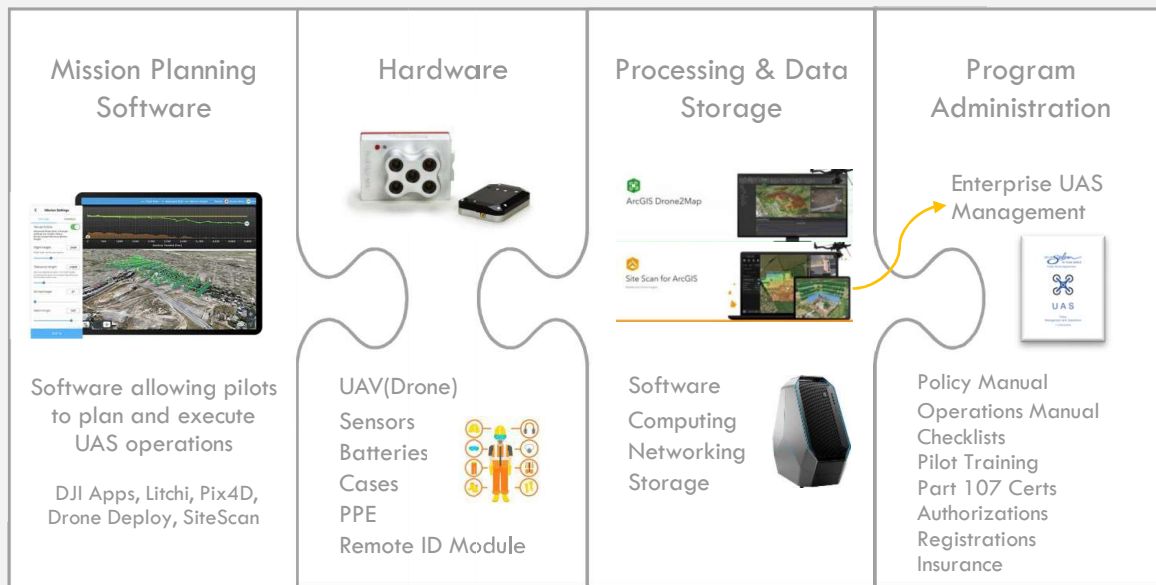 Mission Planning
Software
Mission Settings
Software allowing pilots
to plan and execute
UAS operations
DJI Apps, Litchi, Pix4D,
Drone Deploy, SiteScan
Hardware
UAV(Drone)
Sensors
Batteries
Cases
PPE
Remote ID Module
Processing & Data
Storage
ArcGIS Drone2Map
Site Scan for ArcGIS
Software
Computing
Networking
Storage
Program
Administration
Enterprise UAS
Management
Salem
UAS
Policy Manual
Operations Manual
Checklists
Pilot Training
Part 107 Certs
Authorizations
Registrations
Insurance